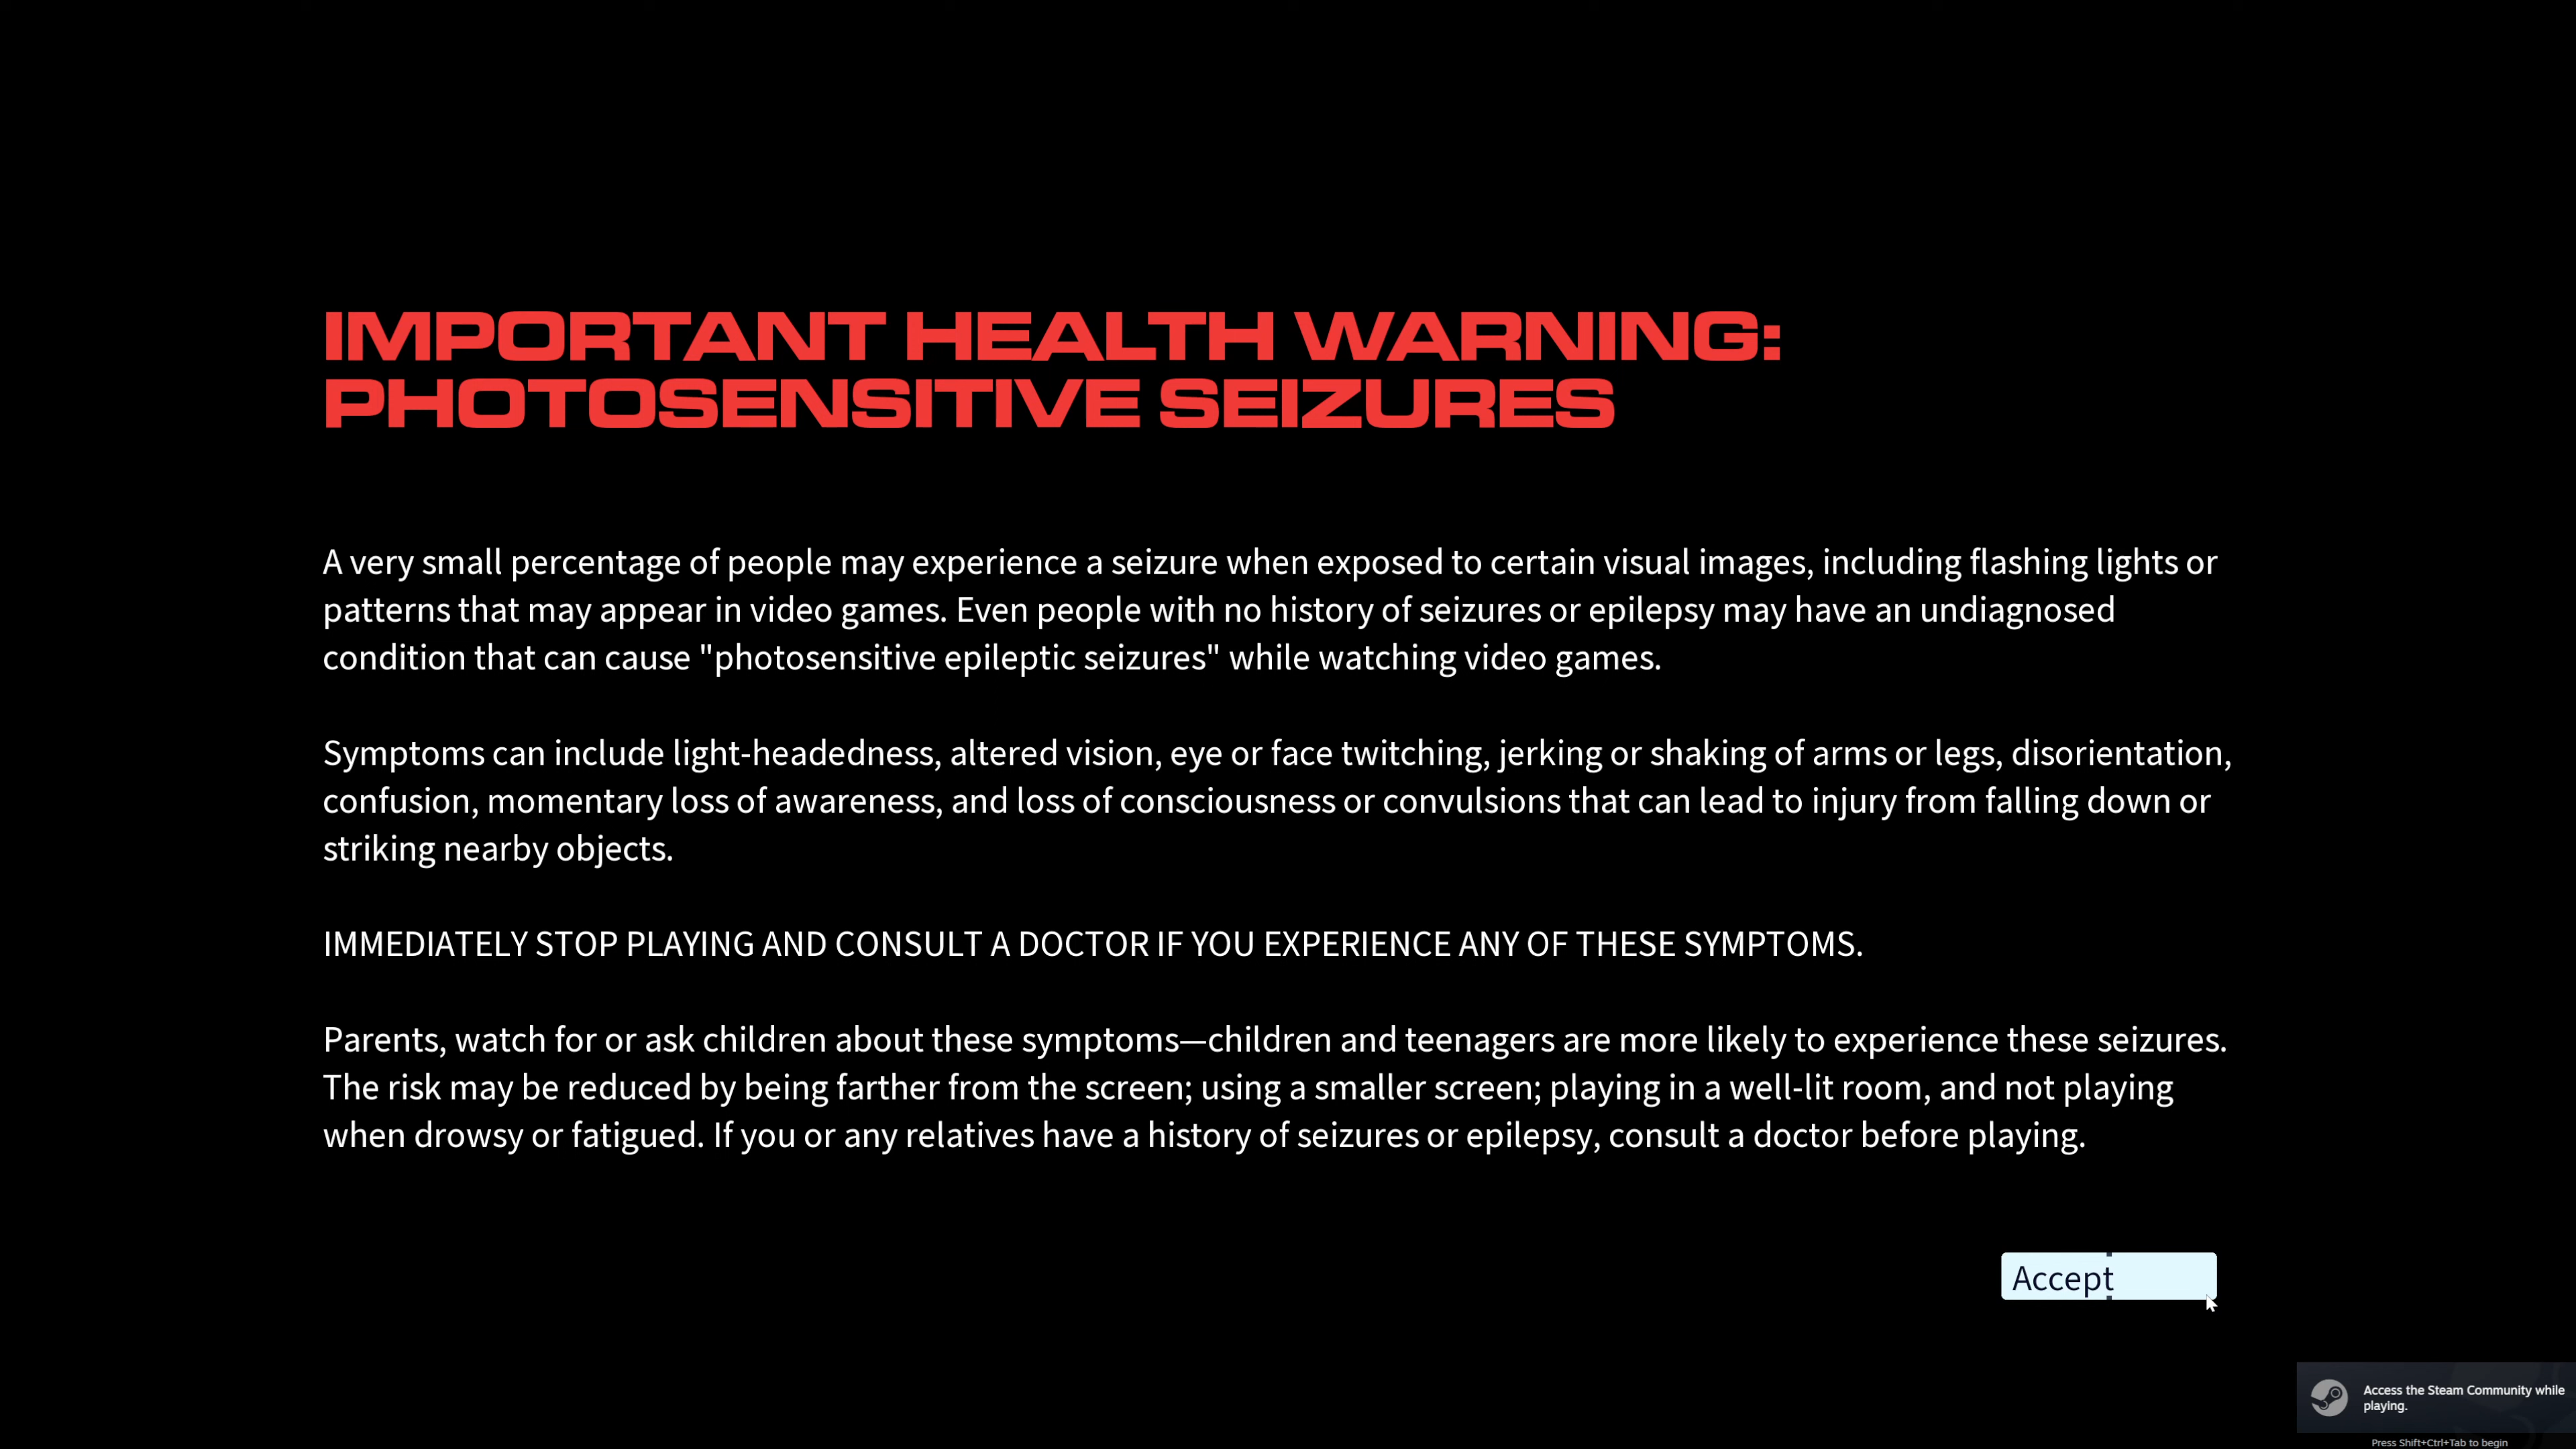 IMPORTANT HEALTH WARNING:
PHOTOSENSITIVE SEIZURES
A very small percentage of people may experience a seizure when exposed to certain visual images, including flashing lights or
patterns that may appear in video games. Even people with no history of seizures or epilepsy may have an undiagnosed
condition that can cause "photosensitive epileptic seizures" while watching video games.
Symptoms can include light-headedness, altered vision, eye or face twitching, jerking or shaking of arms or legs, disorientation,
confusion, momentary loss of awareness, and loss of consciousness or convulsions that can lead to injury from falling down or
striking nearby objects.
IMMEDIATELY STOP PLAYING AND CONSULT A DOCTOR IF YOU EXPERIENCE ANY OF THESE SYMPTOMS.
Parents, watch for or ask children about these symptoms—children and teenagers are more likely to experience these seizures.
The risk may be reduced by being farther from the screen; using a smaller screen; playing in a well-lit room, and not playing
when drowsy or fatigued. If you or any relatives have a history of seizures or epilepsy, consult a doctor before playing.
Accept
Access the Steam Community while
playing.
Press Shift+Ctrl+Tab to begin